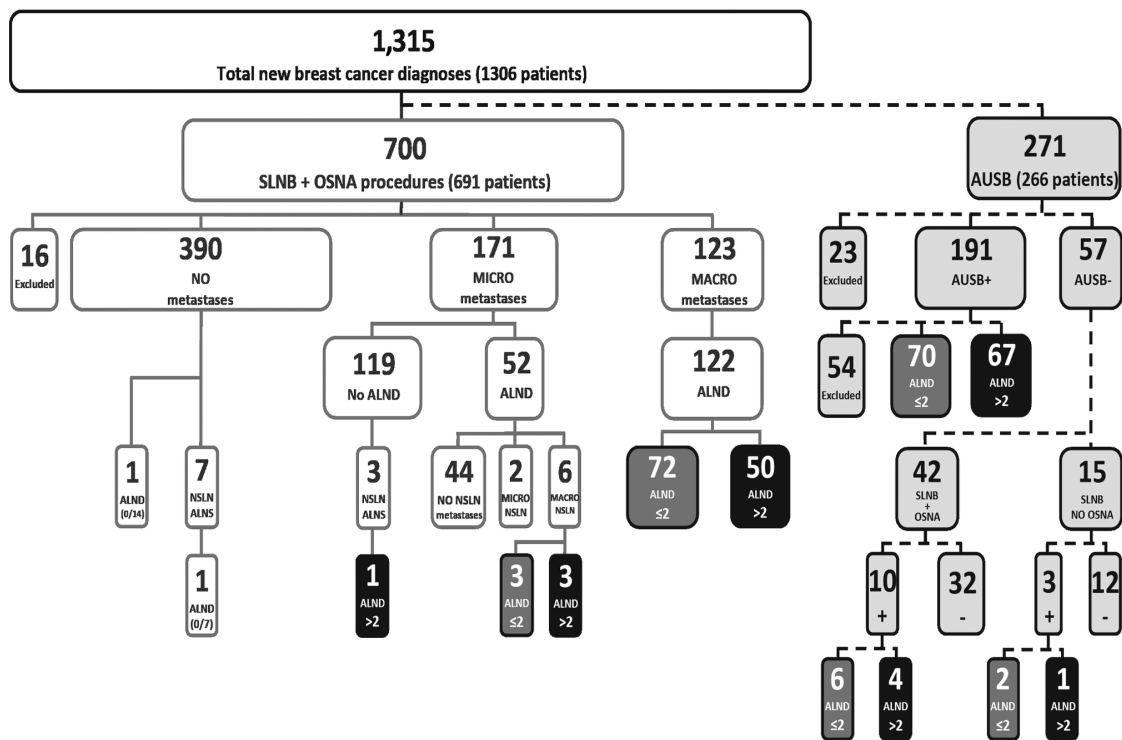 1,315
Total new breast cancer diagnoses (1306 patients)
700
SLNB + OSNA procedures (691 patients)
271
AUSB (266 patients)
16
Excluded
390
NO
metastases
171
MICRO
metastases
123
MACRO
metastases
23
Excluded
191
AUSB+
57
AUSB-
119
No ALND
52
ALND
122
ALND
54
Excluded
70
ALND
≤2
67
ALND
>2
1
ALND
(0/14)
7
NSLN
ALNS
3
NSLN
ALNS
44
NO NSLN
metastases
2
MICRO
NSLN
6
MACRO
NSLN
72
ALND
≤2
50
ALND
>2
42
SLNB
+
OSNA
15
SLNB
NO OSNA
1
ALND
(0/7)
1
ALND
>2
3
ALND
≤2
3
ALND
>2
10
+
32
-
3
+
12
-
6
ALND
≤2
4
ALND
>2
2
ALND
≤2
1
ALND
>2